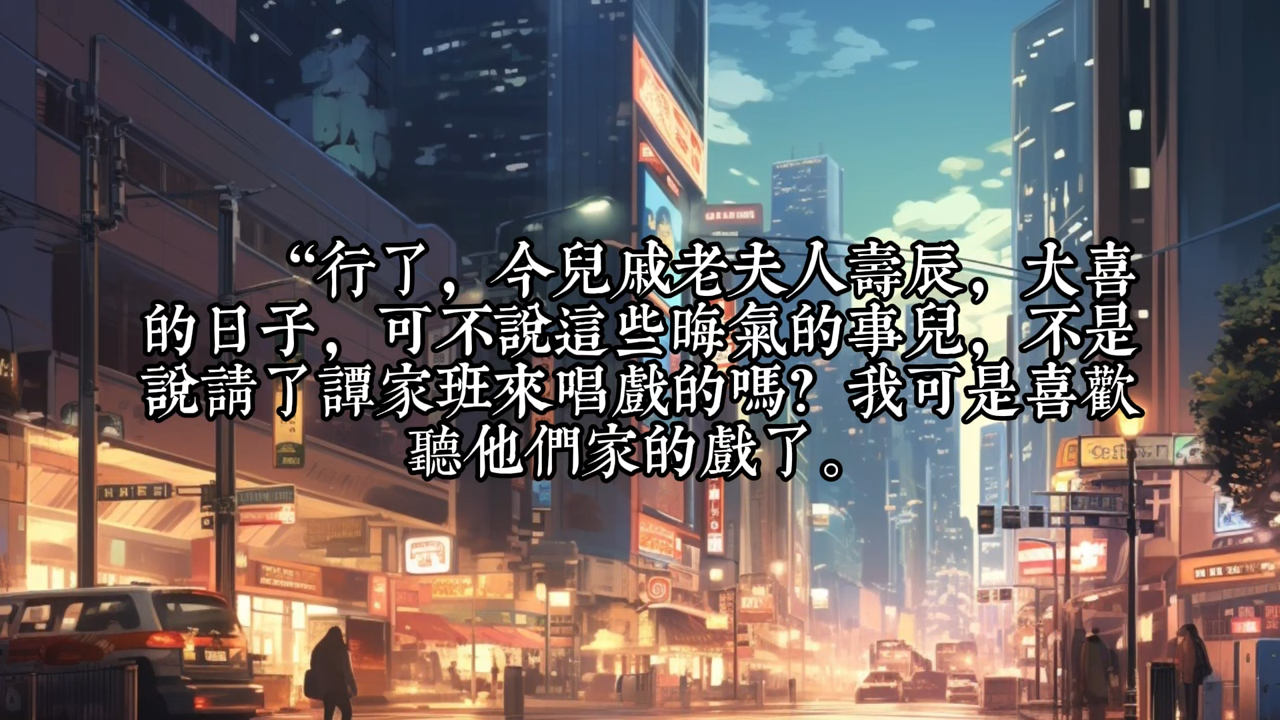 “行了，今兒戚老夫人壽辰，大喜
的日子，可不說這些晦氣的事兒，不是
說請了譚家班來唱戲的嗎？我可是喜歡
聽他們家的戲了。